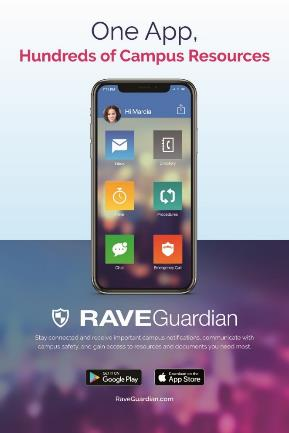 One App,
Hundreds of Campus Resources
Hi Marcia
Directory
Procedures
Chat
Emergency Call
RAVEGuardian
Stay connected and receive important campus notifications, communicate with
campus safety, and gain access to resources and documents you need most.
GET IT ON
Google Play
Download on the
App Store
RaveGuardian.com